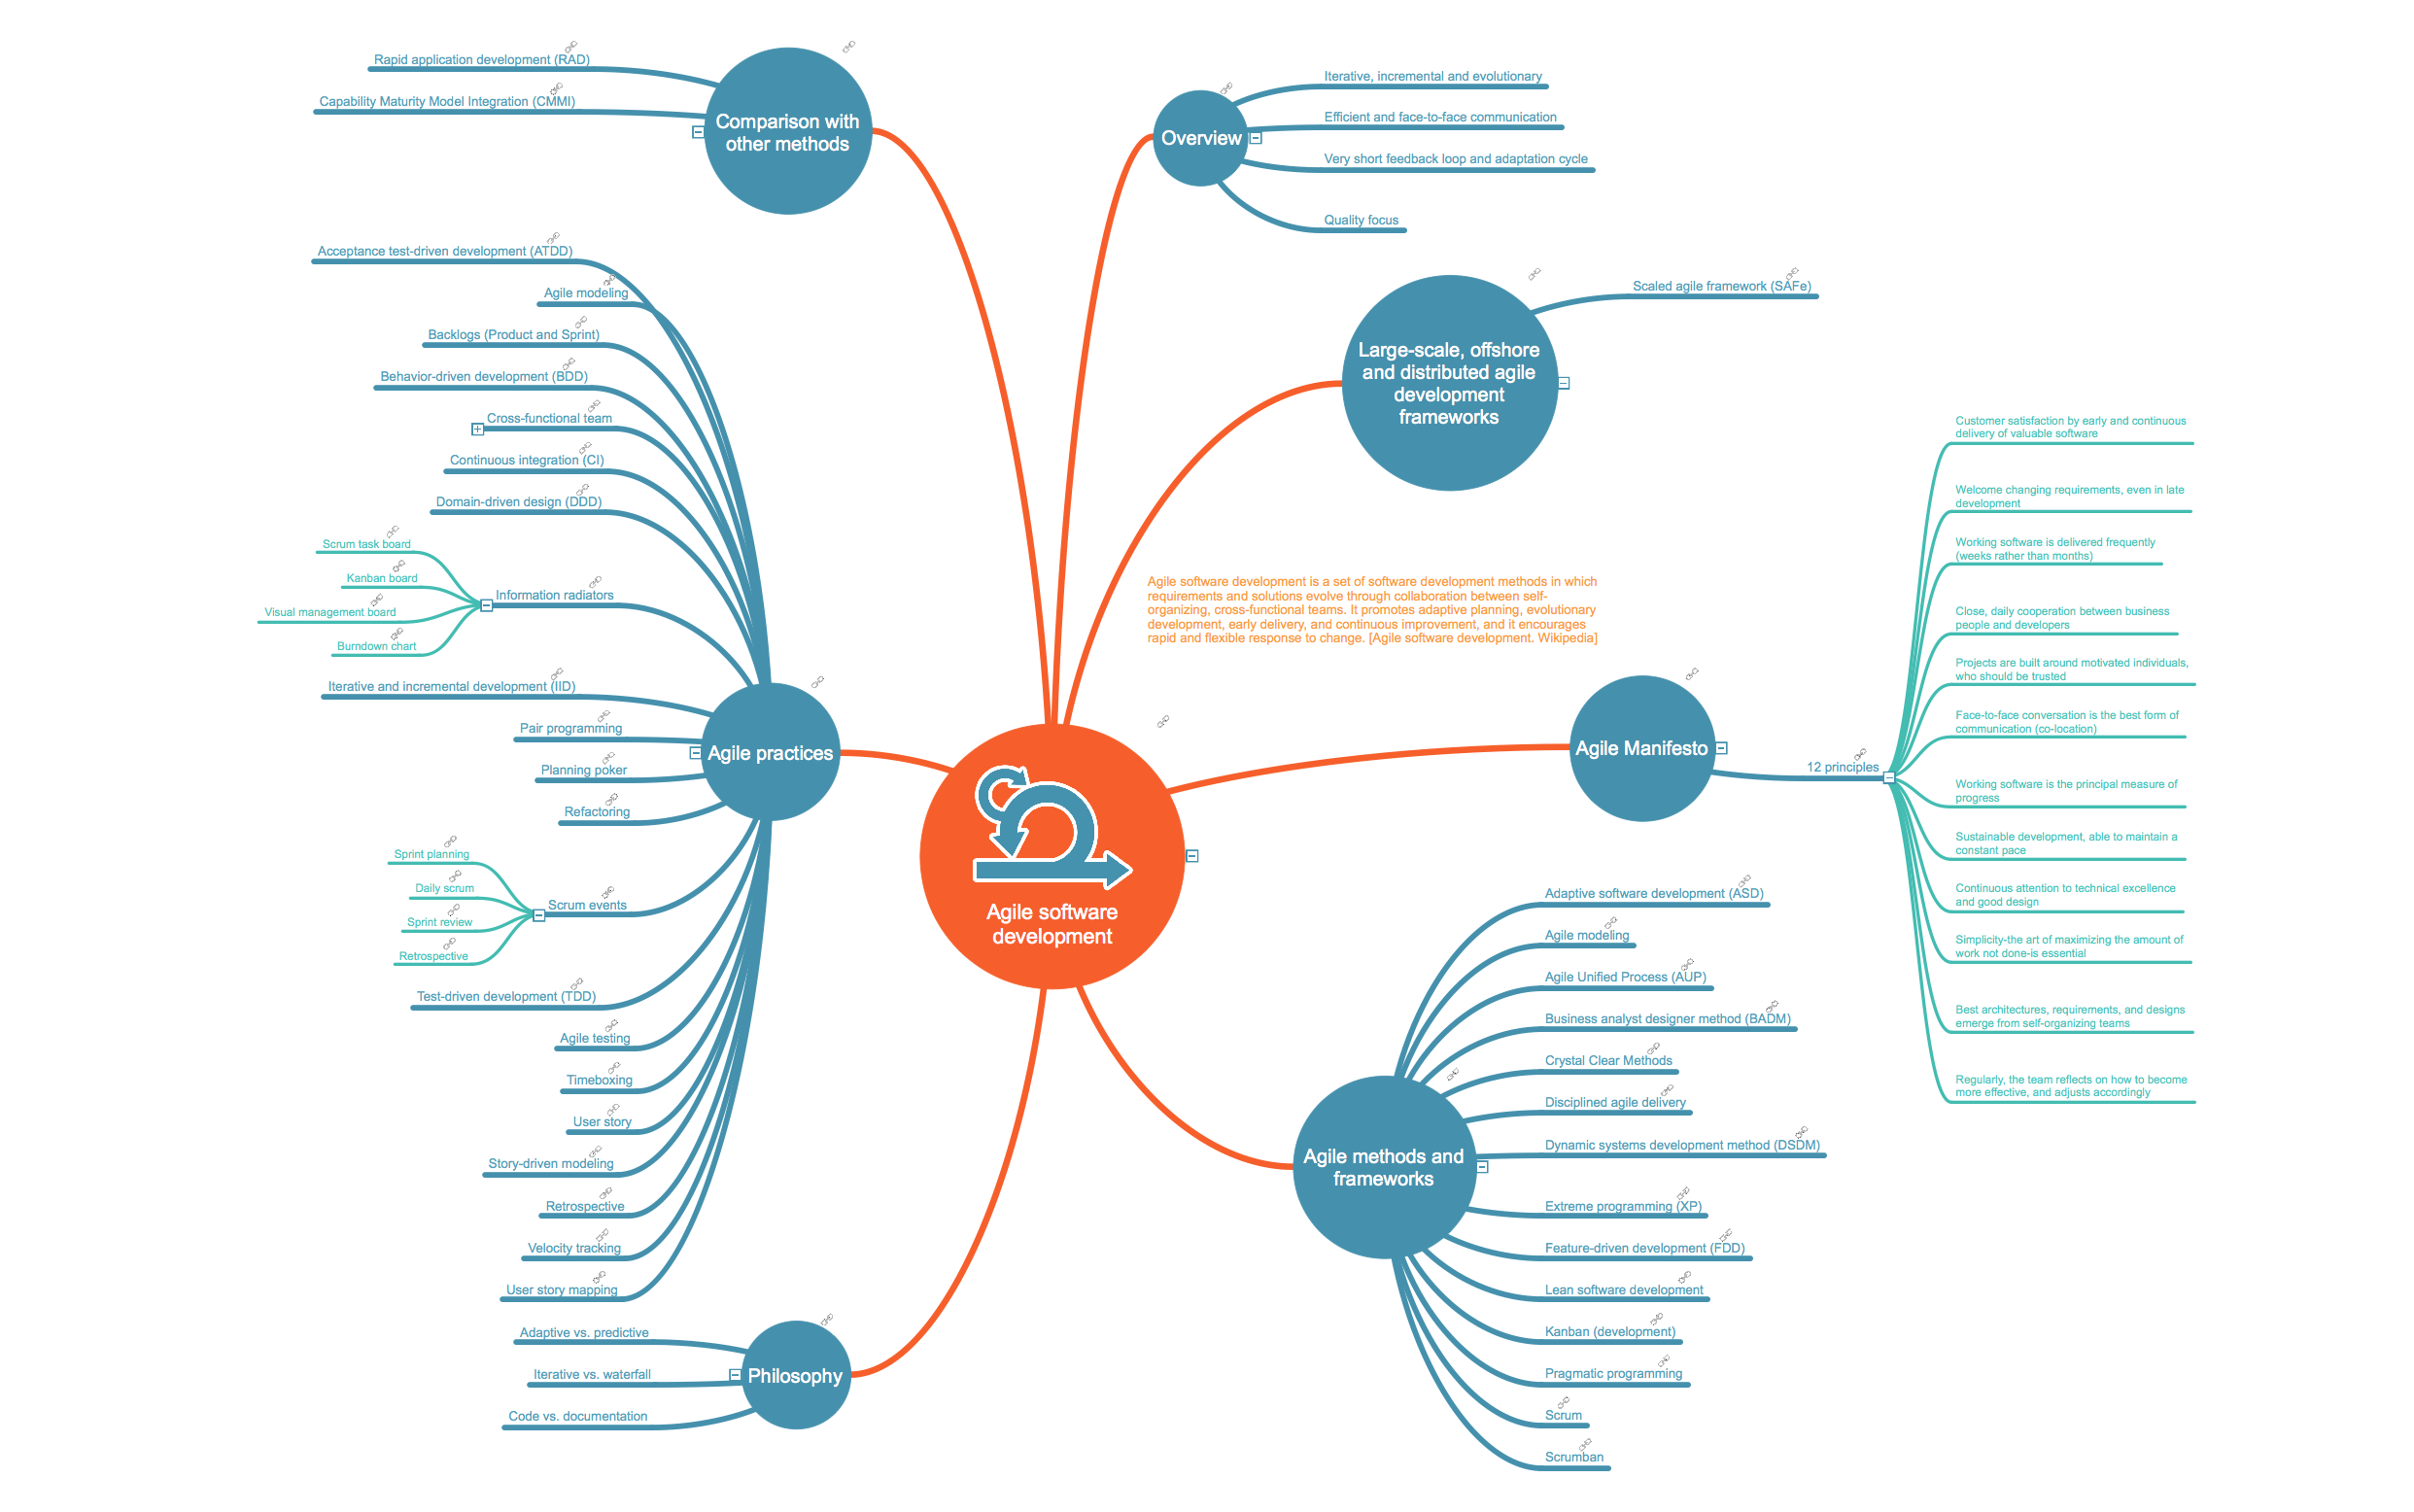 Rapid application development (RAD)
Capability Maturity Model Integration (CMMI)
Comparison with
other methods
Overview
Iterative, incremental and evolutionary
Efficient and face-to-face communication
Very short feedback loop and adaptation cycle
Quality focus
Large-scale, offshore
and distributed agile
development
frameworks
Scaled agile framework (SAFe)
Acceptance test-driven development (ATDD)
Agile modeling
Backlogs (Product and Sprint)
Behavior-driven development (BDD)
Cross-functional team
Continuous integration (CI)
Domain-driven design (DDD)
Information radiators
Scrum task board
Kanban board
Visual management board
Burndown chart
Iterative and incremental development (IID)
Pair programming
Planning poker
Refactoring
Agile practices
Scrum events
Sprint planning
Daily scrum
Sprint review
Retrospective
Test-driven development (TDD)
Agile testing
Timeboxing
User story
Story-driven modeling
Retrospective
Velocity tracking
User story mapping
Agile software development is a set of software development methods in which
requirements and solutions evolve through collaboration between self-
organizing, cross-functional teams. It promotes adaptive planning, evolutionary
development, early delivery, and continuous improvement, and it encourages
rapid and flexible response to change. [Agile software development. Wikipedia]
Agile software
development
Agile Manifesto
12 principles
Customer satisfaction by early and continuous
delivery of valuable software
Welcome changing requirements, even in late
development
Working software is delivered frequently
(weeks rather than months)
Close, daily cooperation between business
people and developers
Projects are built around motivated individuals,
who should be trusted
Face-to-face conversation is the best form of
communication (co-location)
Working software is the principal measure of
progress
Sustainable development, able to maintain a
constant pace
Continuous attention to technical excellence
and good design
Simplicity-the art of maximizing the amount of
work not done-is essential
Best architectures, requirements, and designs
emerge from self-organizing teams
Regularly, the team reflects on how to become
more effective, and adjusts accordingly
Agile methods and
frameworks
Adaptive software development (ASD)
Agile modeling
Agile Unified Process (AUP)
Business analyst designer method (BADM)
Crystal Clear Methods
Disciplined agile delivery
Dynamic systems development method (DSDM)
Extreme programming (XP)
Feature-driven development (FDD)
Lean software development
Kanban (development)
Pragmatic programming
Scrum
Scrumban
Philosophy
Adaptive vs. predictive
Iterative vs. waterfall
Code vs. documentation